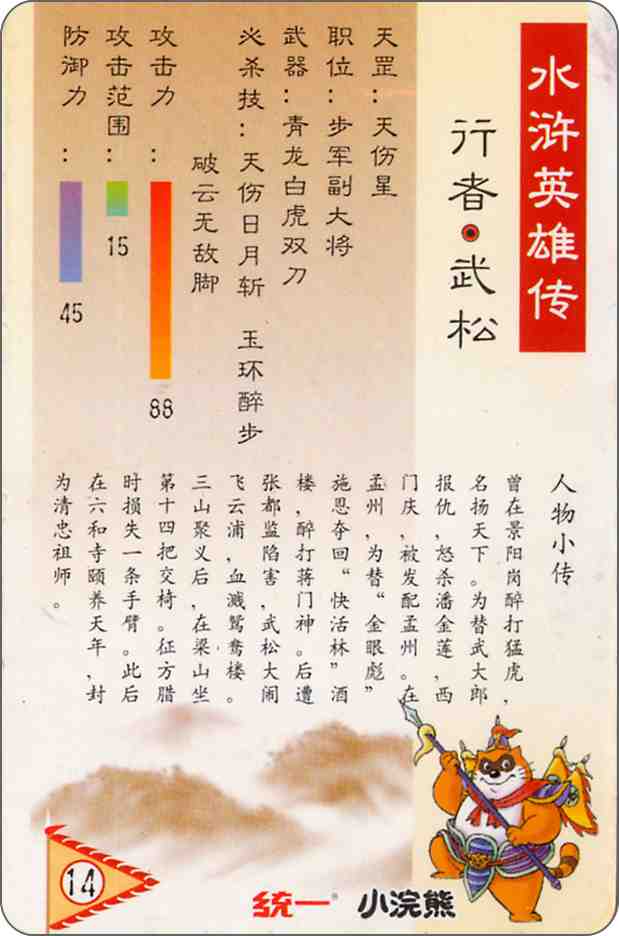 水浒英雄传
行者·武松
天罡：天伤星
职位：步军副大将
武器：青龙白虎双刀
必杀技：天伤日月斩 玉环醉步
破云无敌脚
攻击力：
88
攻击范围：
15
防御力：
45
人物小传
曾在景阳岗醉打猛虎，
名扬天下。为替武大郎
报仇，怒杀潘金莲，西
门庆，被发配孟州。在
孟州，为替“金眼彪”
施恩夺回“快活林”酒
楼，醉打蒋门神。后遭
张都监陷害，武松大闹
飞云浦，血溅鸳鸯楼。
三山聚义后，在梁山坐
第十四把交椅。征方腊
时损失一条手臂。此后
在六和寺颐养天年，封
为清忠祖师。
14
统一® 小浣熊